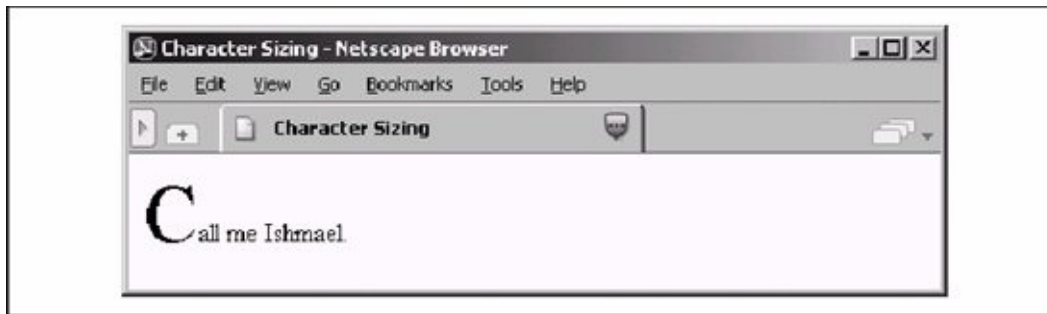 Character Sizing - Netscape Browser
File Edit View Go Bookmarks Tools Help
Character Sizing
Call me Ishmael.